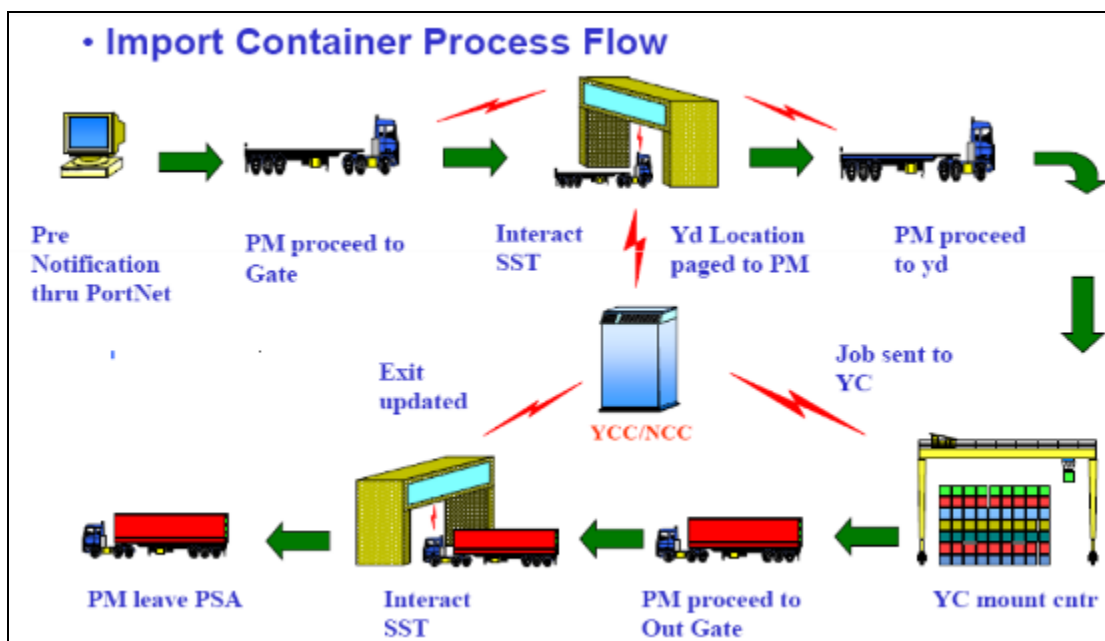 • Import Container Process Flow
Pre
Notification
thru PortNet
PM proceed to
Gate
Interact
SST
Yd Location
paged to PM
PM proceed
to yd
Exit
updated
YCC/NCC
Job sent to
YC
PM leave PSA
Interact
SST
PM proceed to
Out Gate
YC mount cntr